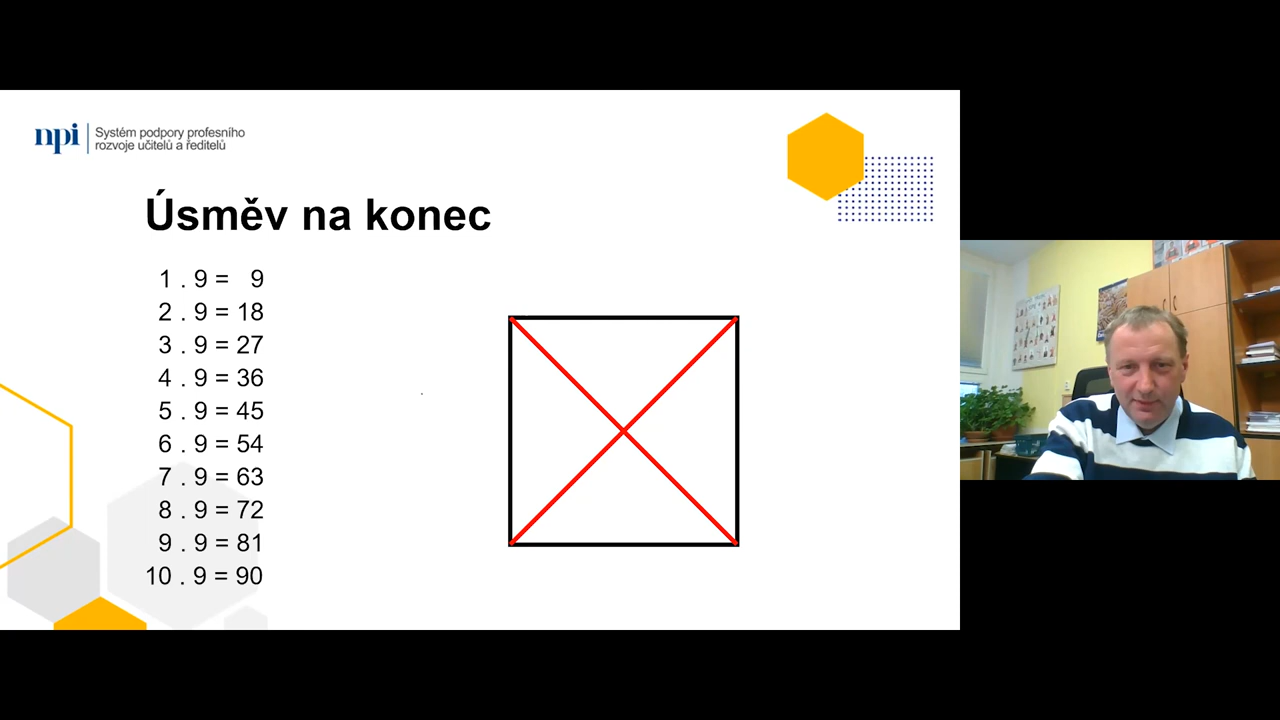 npi
Systém podpory profesního
rozvoje učitelů a ředitelů
Úsměv na konec
1 . 9 = 9
2 . 9 = 18
3 . 9 = 27
4 . 9 = 36
5 . 9 = 45
6 . 9 = 54
7 . 9 = 63
8 . 9 = 72
9 . 9 = 81
10 . 9 = 90